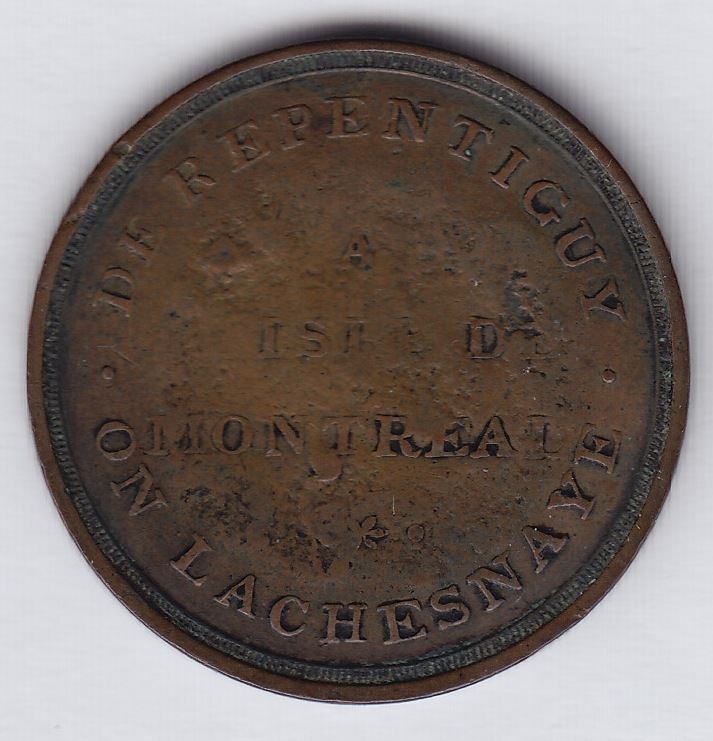 DE REPENTIGUY
A
MONTREAL
ON LACHESNAYE